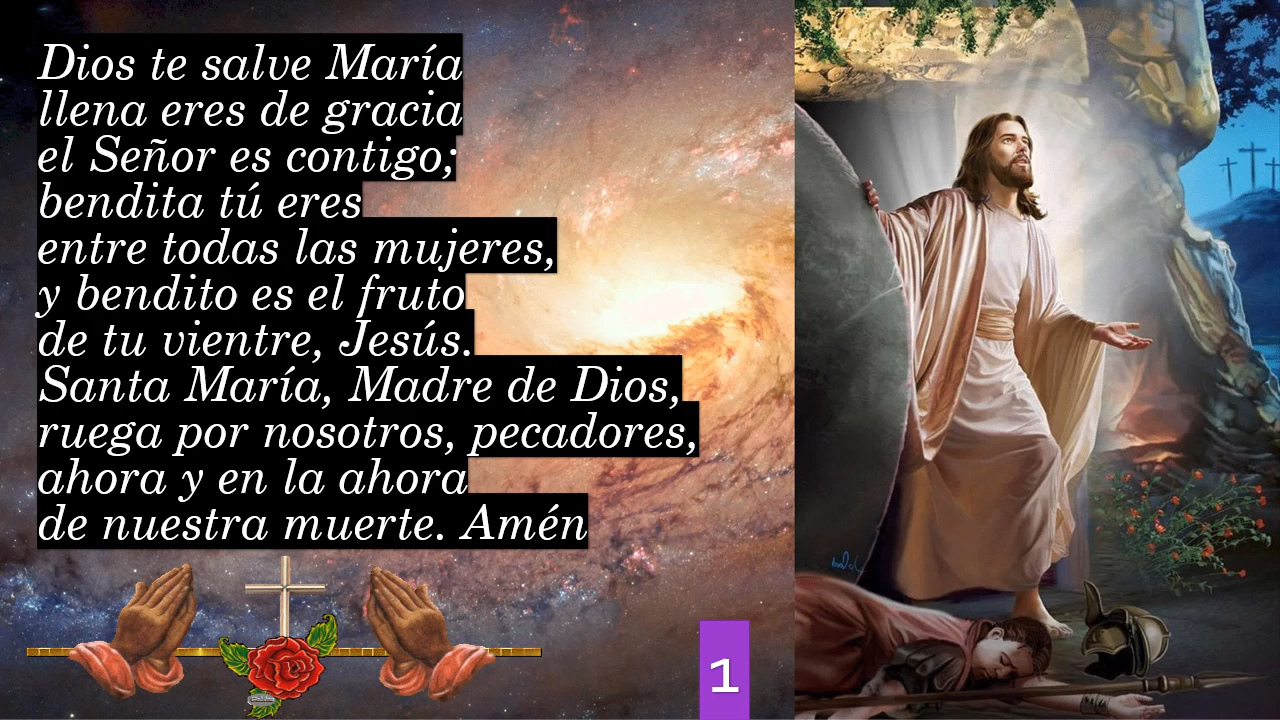 Dios te salve María
llena eres de gracia
el Señor es contigo;
bendita tú eres
entre todas las mujeres,
y bendito es el fruto
de tu vientre, Jesús.
Santa María, Madre de Dios,
ruega por nosotros, pecadores,
ahora y en la ahora
de nuestra muerte. Amén
1